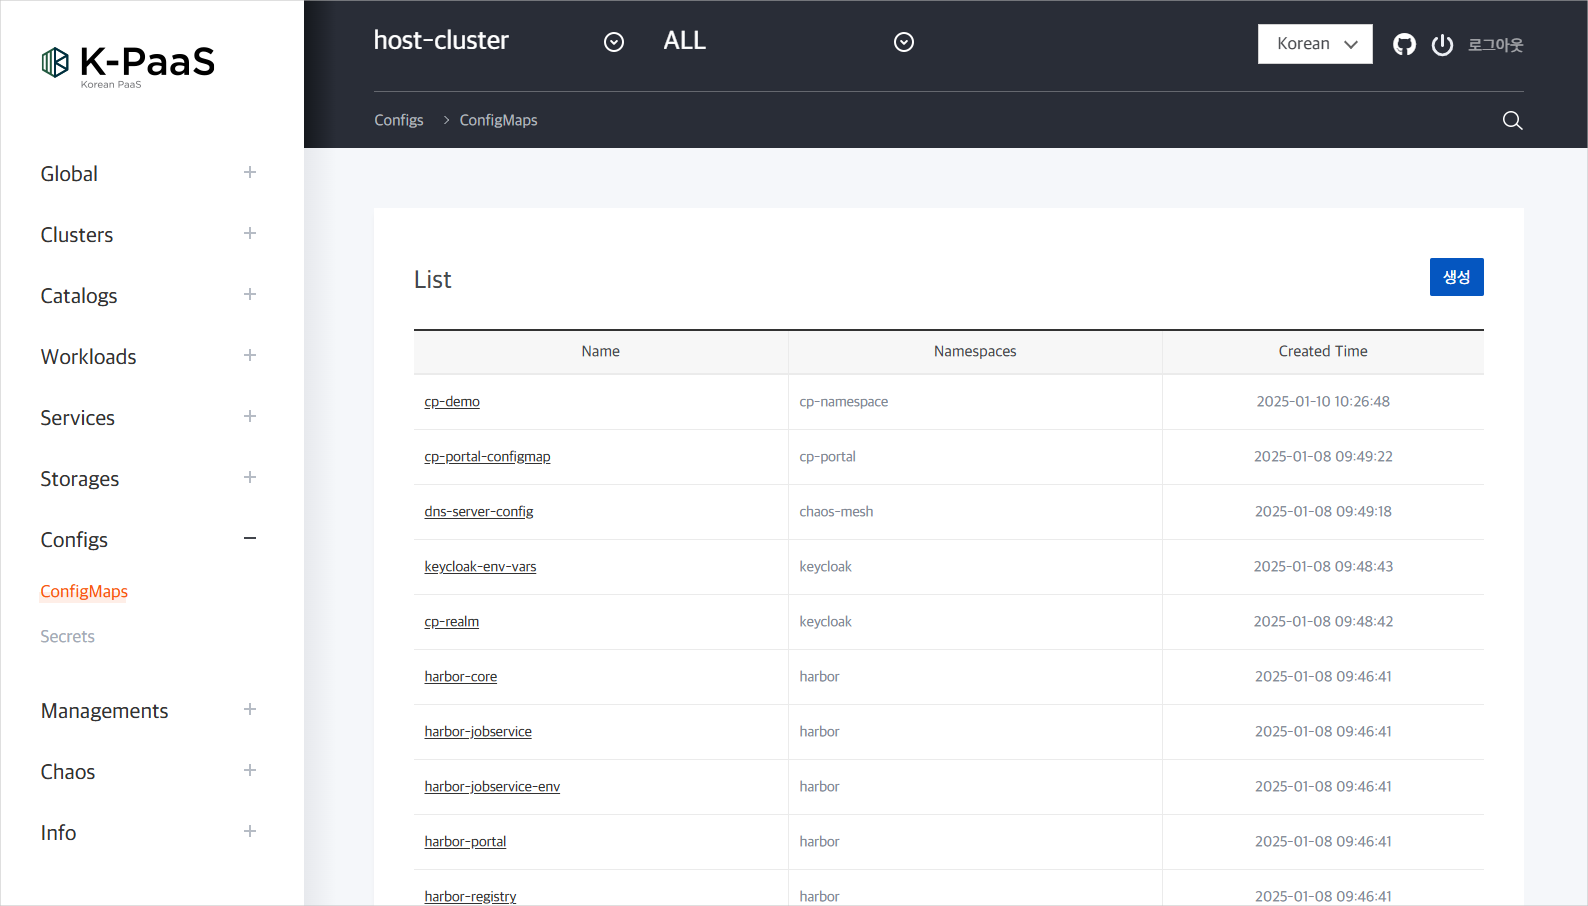 K-PaaS
Korean PaaS
host-cluster
ALL
Korean
로그아웃
Configs > ConfigMaps
Global
Clusters
Catalogs
Workloads
Services
Storages
Configs
ConfigMaps
Secrets
Managements
Chaos
Info
List
생성
Name Namespaces Created Time
cp-demo cp-namespace 2025-01-10 10:26:48
cp-portal-configmap cp-portal 2025-01-08 09:49:22
dns-server-config chaos-mesh 2025-01-08 09:49:18
keycloak-env-vars keycloak 2025-01-08 09:48:43
cp-realm keycloak 2025-01-08 09:48:42
harbor-core harbor 2025-01-08 09:46:41
harbor-jobservice harbor 2025-01-08 09:46:41
harbor-jobservice-env harbor 2025-01-08 09:46:41
harbor-portal harbor 2025-01-08 09:46:41
harbor-registry harbor 2025-01-08 09:46:41